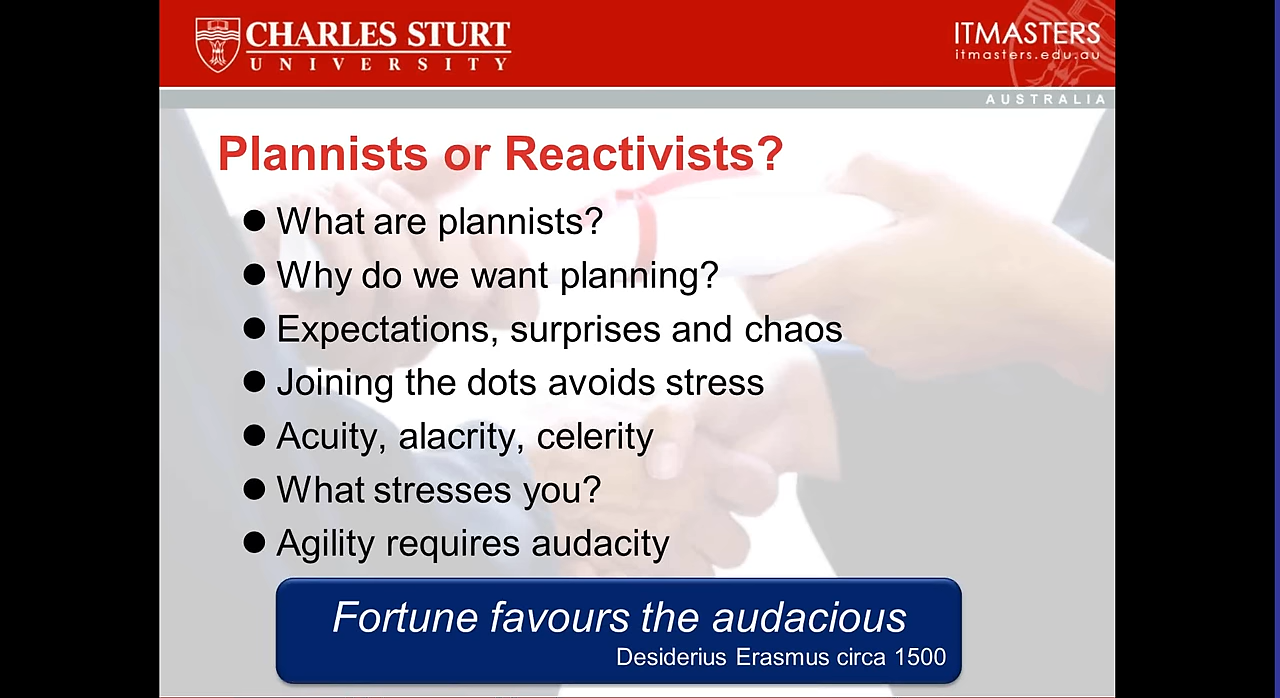 CHARLES STURT
UNIVERSITY
ITMASTERS
itmasters.edu.au
AUSTRALIA
Plannists or Reactivists?
● What are plannists?
● Why do we want planning?
● Expectations, surprises and chaos
● Joining the dots avoids stress
● Acuity, alacrity, celerity
● What stresses you?
● Agility requires audacity
Fortune favours the audacious
Desiderius Erasmus circa 1500